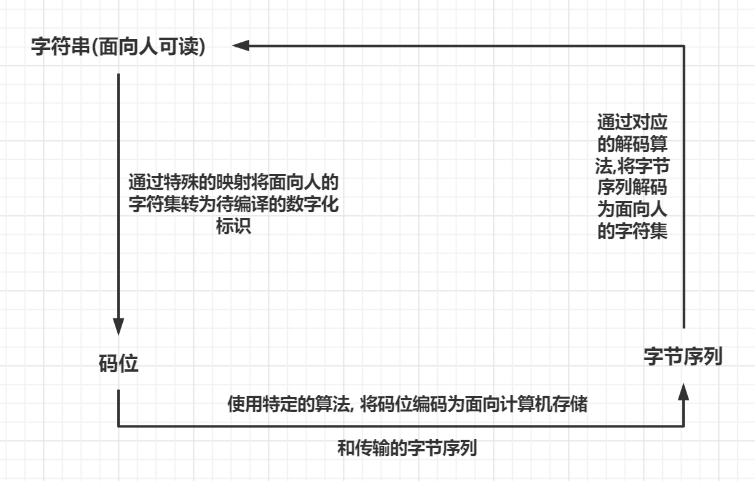 字符串(面向人可读)
通过特殊的映射将面向人的
字符集转为待编译的数字化
标识
码位
使用特定的算法, 将码位编码为面向计算机存储
和传输的字节序列
字节序列
通过对应
的解码算
法,将字节
序列解码
为面向人
的字符集